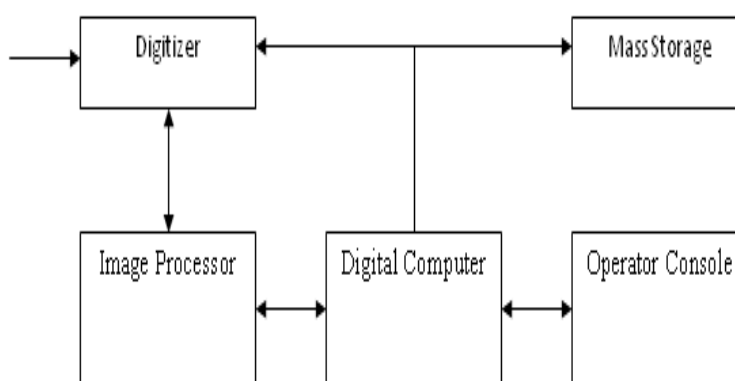 Digitizer
Mass Storage
Image Processor
Digital Computer
Operator Console